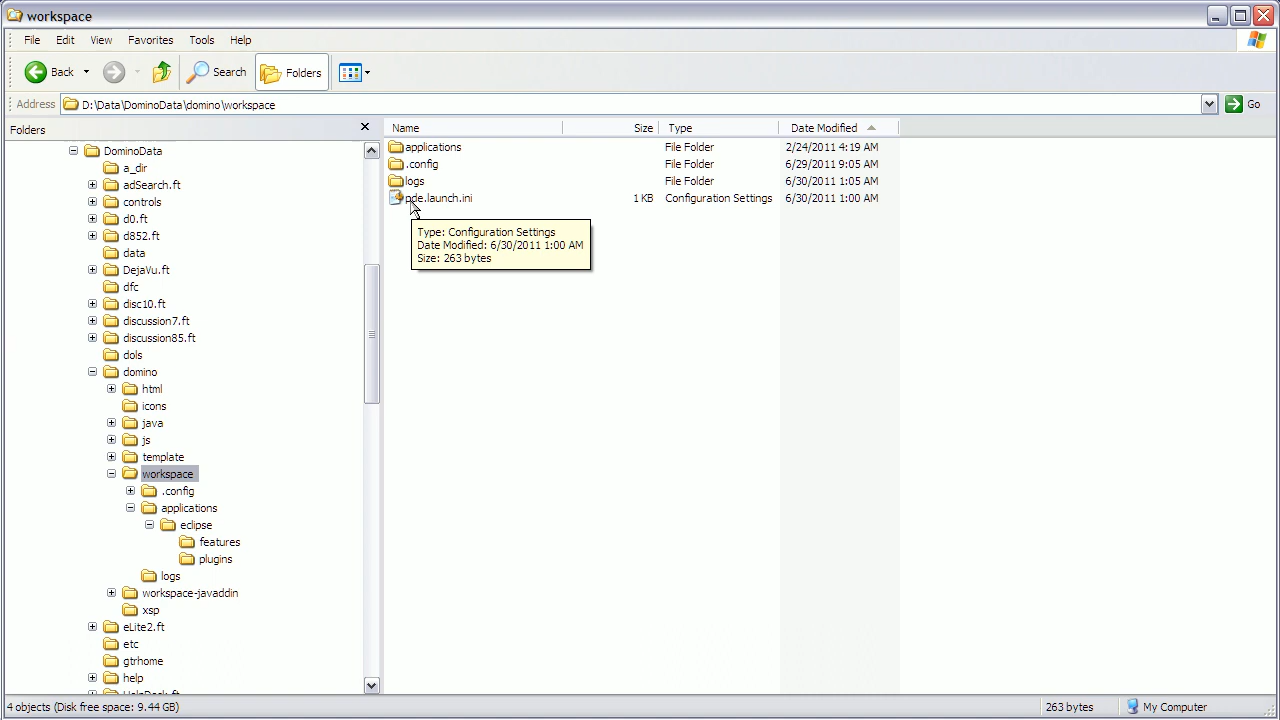 workspace
File Edit View Favorites Tools Help
Back Search Folders
Address D:\Data\DominoData\domino\workspace Go
Folders
Name Size Type Date Modified
DominoData
a_dir
adSearch.ft
controls
d0.ft
d852.ft
data
DejaVu.ft
dfc
disc10.ft
discussion7.ft
discussion85.ft
dols
domino
html
icons
java
js
template
workspace
.config
applications
eclipse
features
plugins
logs
workspace-javaddin
xsp
eLite2.ft
etc
gtrhome
help
HelpDesk.ft
applications File Folder 2/24/2011 4:19 AM
.config File Folder 6/29/2011 9:05 AM
logs File Folder 6/30/2011 1:05 AM
pde.launch.ini 1 KB Configuration Settings 6/30/2011 1:00 AM
Type: Configuration Settings
Date Modified: 6/30/2011 1:00 AM
Size: 263 bytes
4 objects (Disk free space: 9.44 GB) 263 bytes My Computer